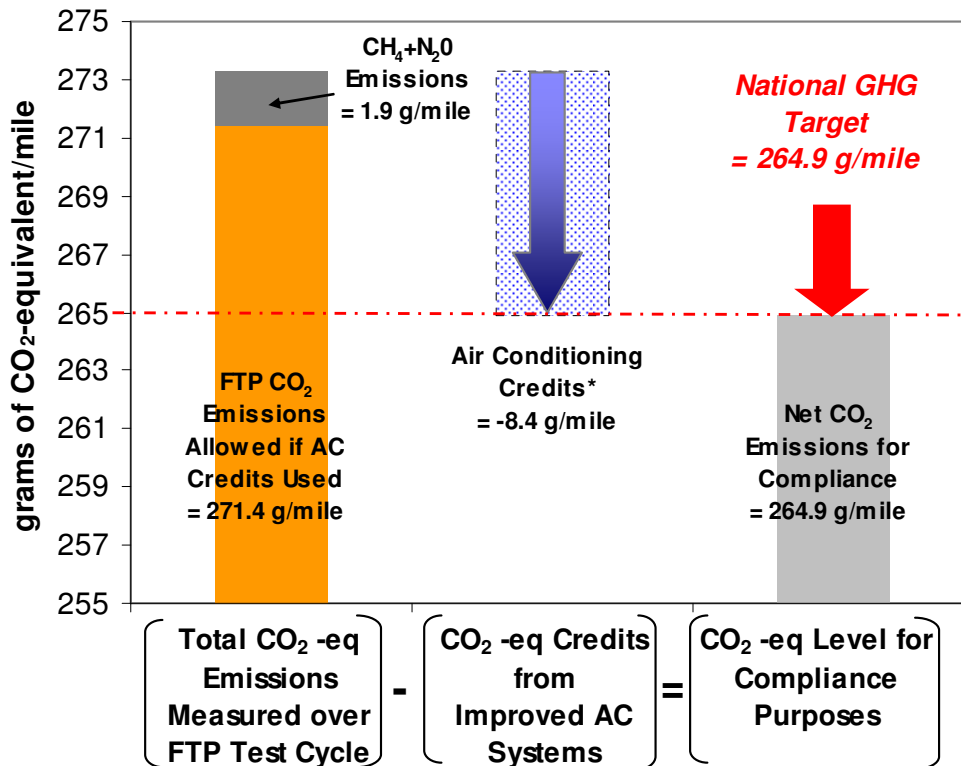 grams of CO₂-equivalent/mile
275
273
271
269
267
265
263
261
259
257
255
CH₄+N₂0
Emissions
= 1.9 g/mile
National GHG
Target
= 264.9 g/mile
FTP CO₂
Emissions
Allowed if AC
Credits Used
= 271.4 g/mile
Air Conditioning
Credits*
= -8.4 g/mile
Net CO₂
Emissions for
Compliance
= 264.9 g/mile
Total CO₂ -eq
Emissions
Measured over
FTP Test Cycle
-
CO₂ -eq Credits
from
Improved AC
Systems
=
CO₂ -eq Level for
Compliance
Purposes